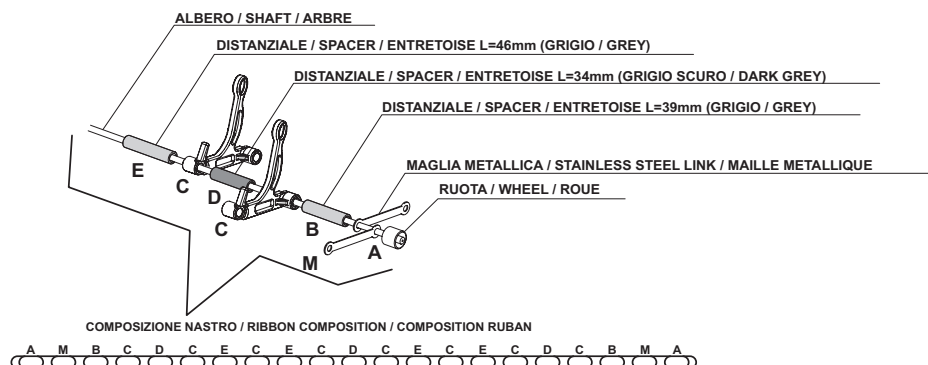 ALBERO / SHAFT / ARBRE
DISTANZIALE / SPACER / ENTRETOISE L=46mm (GRIGIO / GREY)
DISTANZIALE / SPACER / ENTRETOISE L=34mm (GRIGIO SCURO / DARK GREY)
DISTANZIALE / SPACER / ENTRETOISE L=39mm (GRIGIO / GREY)
MAGLIA METALLICA / STAINLESS STEEL LINK / MAILLE METALLIQUE
RUOTA / WHEEL / ROUE
E
C
D
C
B
A
M
COMPOSIZIONE NASTRO / RIBBON COMPOSITION / COMPOSITION RUBAN
A M B C D C E C E C D C E C E C D C B M A